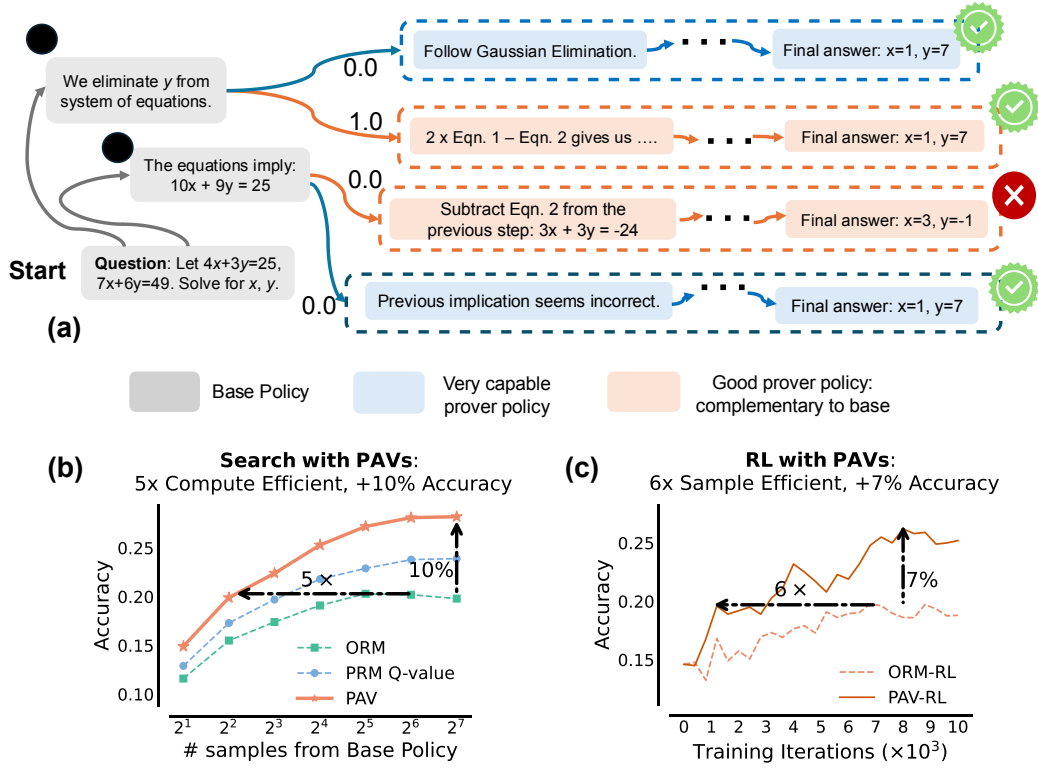 Follow Gaussian Elimination.
Final answer: x=1, y=7
0.0
We eliminate y from
system of equations.
1.0
2 x Eqn. 1 – Eqn. 2 gives us ….
Final answer: x=1, y=7
The equations imply:
10x + 9y = 25
0.0
Subtract Eqn. 2 from the
previous step: 3x + 3y = -24
Final answer: x=3, y=-1
Start
Question: Let 4x+3y=25,
7x+6y=49. Solve for x, y.
0.0
Previous implication seems incorrect.
Final answer: x=1, y=7
(a)
Base Policy
Very capable
prover policy
Good prover policy:
complementary to base
(b)
Search with PAVs:
5x Compute Efficient, +10% Accuracy
Accuracy
0.25
0.20
0.15
0.10
5 ×
10%
ORM
PRM Q-value
PAV
2¹ 2² 2³ 2⁴ 2⁵ 2⁶ 2⁷
# samples from Base Policy
(c)
RL with PAVs:
6x Sample Efficient, +7% Accuracy
Accuracy
0.25
0.20
0.15
6 ×
7%
ORM-RL
PAV-RL
0 1 2 3 4 5 6 7 8 9 10
Training Iterations (×10³)